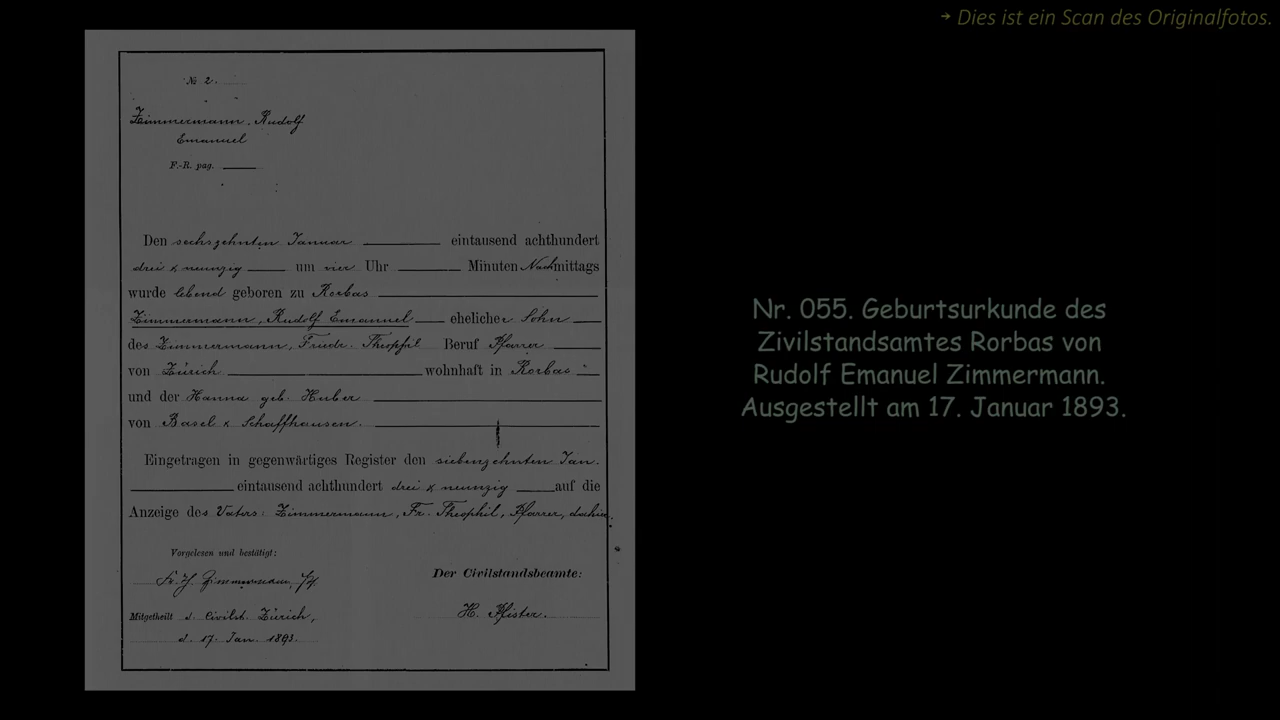 → Dies ist ein Scan des Originalfotos.
№ 2.
Zimmermann, Rudolf
Emanuel
F.-R. pag.
Den sechszehnten Januar eintausend achthundert
drei & neunzig um vier Uhr Minuten Nachmittags
wurde lebend geboren zu Rorbas
Zimmermann, Rudolf Emanuel ehelicher Sohn
des Zimmermann, Friedr. Theophil Beruf Pfarrer
von Zürich wohnhaft in Rorbas
und der Hanna geb. Huber
von Basel & Schaffhausen.
Eingetragen in gegenwärtiges Register den siebenzehnten Jan.
eintausend achthundert drei & neunzig auf die
Anzeige des Vaters: Zimmermann, Fr. Theophil, Pfarrer, dahier
Vorgelesen und bestätigt:
Zimmermann, Pf.
Der Civilstandsbeamte:
H. Pfister.
Mitgetheilt d. Civilst. Zürich,
d. 17. Jan. 1893.
Nr. 055. Geburtsurkunde des
Zivilstandsamtes Rorbas von
Rudolf Emanuel Zimmermann.
Ausgestellt am 17. Januar 1893.